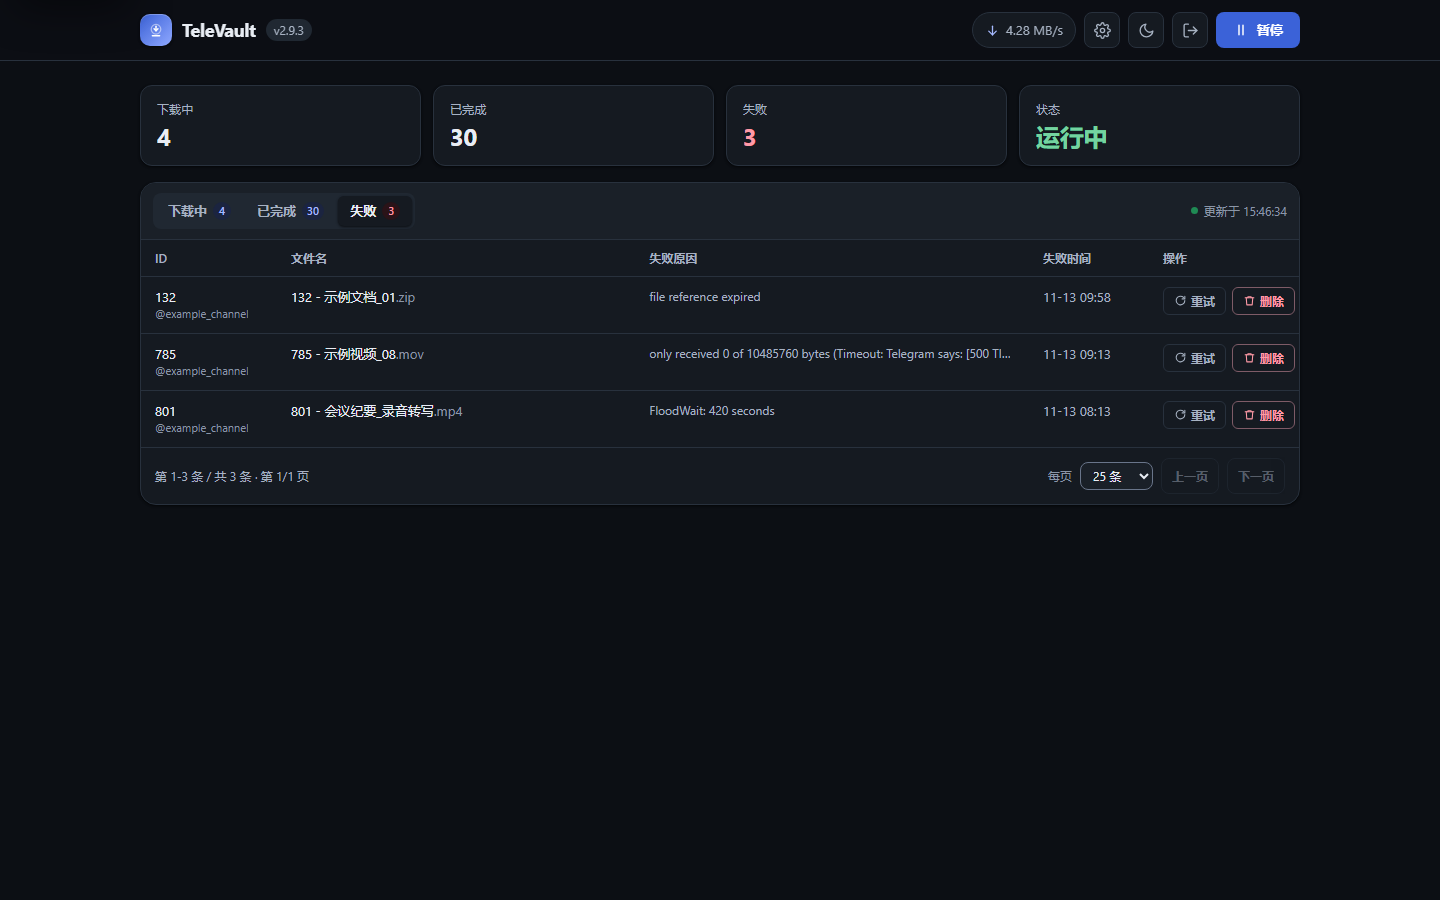 TeleVault v2.9.3 4.28 MB/s 暂停
下载中 已完成 失败 状态
4 30 3 运行中
下载中 4 已完成 30 失败 3 更新于 15:46:34
ID 文件名 失败原因 失败时间 操作
132 132 - 示例文档_01.zip file reference expired 11-13 09:58 重试 删除
@example_channel
785 785 - 示例视频_08.mov only received 0 of 10485760 bytes (Timeout: Telegram says: [500 TI... 11-13 09:13 重试 删除
@example_channel
801 801 - 会议纪要_录音转写.mp4 FloodWait: 420 seconds 11-13 08:13 重试 删除
@example_channel
第 1-3 条 / 共 3 条 · 第 1/1 页 每页 25 条 上一页 下一页